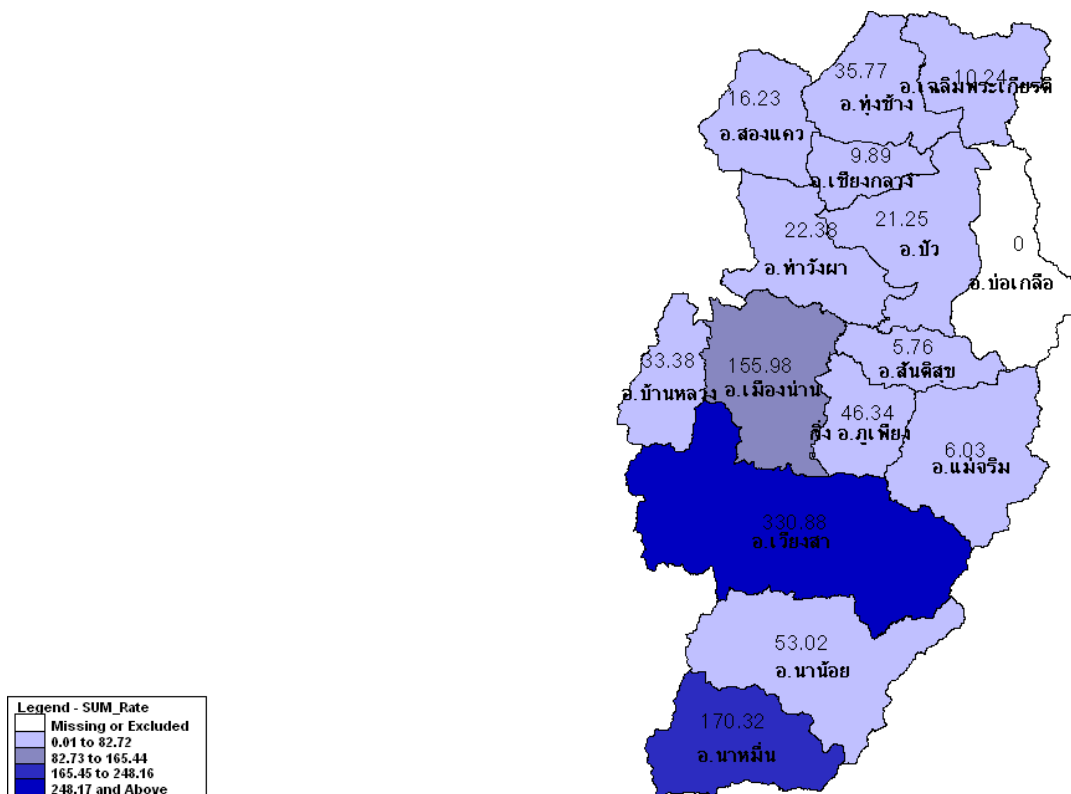 35.77
10.24
อ.เฉลิมพระเกียรติ
16.23
อ.ทุ่งช้าง
อ.สองแคว
9.89
อ.เชียงกลาง
22.38
21.25
0
อ.ปัว
อ.ท่าวังผา
อ.บ่อเกลือ
33.38
155.98
5.76
อ.สันติสุข
อ.บ้านหลวง
อ.เมืองน่าน
46.34
กิ่ง อ.ภูเพียง
6.03
อ.แม่จริม
330.88
อ.เวียงสา
53.02
อ.นาน้อย
170.32
อ.นาหมื่น
Legend - SUM_Rate
Missing or Excluded
0.01 to 82.72
82.73 to 165.44
165.45 to 248.16
248.17 and Above